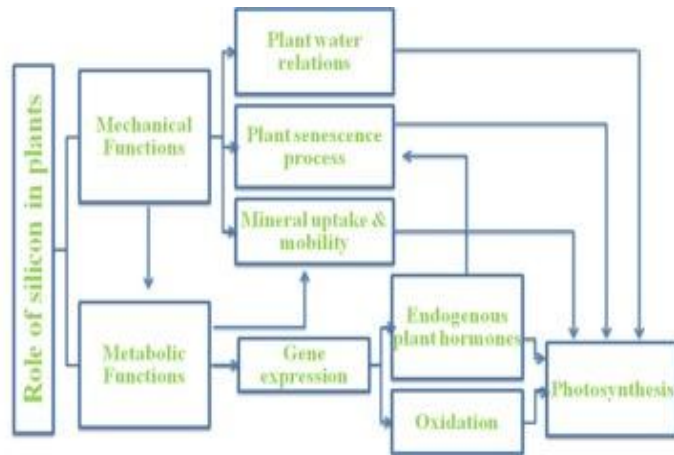 Role of silicon in plants
Mechanical
Functions
Metabolic
Functions
Plant water
relations
Plant senescence
process
Mineral uptake &
mobility
Gene
expression
Endogenous
plant hormones
Oxidation
Photosynthesis